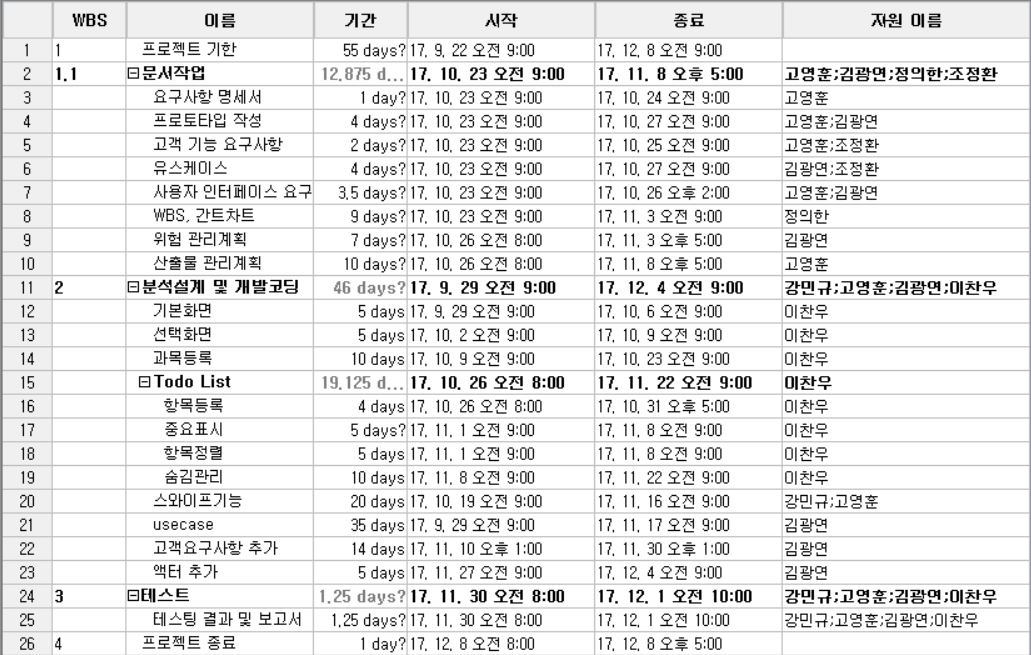 WBS 이름 기간 시작 종료 자원 이름
1 1 프로젝트 기한 55 days? 17. 9. 22 오전 9:00 17. 12. 8 오전 9:00
2 1.1 문서작업 12.875 d... 17. 10. 23 오전 9:00 17. 11. 8 오후 5:00 고영훈;김광연;정의한;조정환
3 요구사항 명세서 1 day? 17. 10. 23 오전 9:00 17. 10. 24 오전 9:00 고영훈
4 프로토타입 작성 4 days? 17. 10. 23 오전 9:00 17. 10. 27 오전 9:00 고영훈;김광연
5 고객 기능 요구사항 2 days? 17. 10. 23 오전 9:00 17. 10. 25 오전 9:00 고영훈;조정환
6 유스케이스 4 days? 17. 10. 23 오전 9:00 17. 10. 27 오전 9:00 김광연;조정환
7 사용자 인터페이스 요구 3.5 days? 17. 10. 23 오전 9:00 17. 10. 26 오후 2:00 고영훈;김광연
8 WBS, 간트차트 9 days? 17. 10. 23 오전 9:00 17. 11. 3 오전 9:00 정의한
9 위험 관리계획 7 days? 17. 10. 26 오전 8:00 17. 11. 3 오후 5:00 김광연
10 산출물 관리계획 10 days? 17. 10. 26 오전 8:00 17. 11. 8 오후 5:00 고영훈
11 2 분석설계 및 개발코딩 46 days? 17. 9. 29 오전 9:00 17. 12. 4 오전 9:00 강민규;고영훈;김광연;이찬우
12 기본화면 5 days 17. 9. 29 오전 9:00 17. 10. 6 오전 9:00 이찬우
13 선택화면 5 days 17. 10. 2 오전 9:00 17. 10. 9 오전 9:00 이찬우
14 과목등록 10 days 17. 10. 9 오전 9:00 17. 10. 23 오전 9:00 이찬우
15 Todo List 19.125 d... 17. 10. 26 오전 8:00 17. 11. 22 오전 9:00 이찬우
16 항목등록 4 days 17. 10. 26 오전 8:00 17. 10. 31 오후 5:00 이찬우
17 중요표시 5 days? 17. 11. 1 오전 9:00 17. 11. 8 오전 9:00 이찬우
18 항목정렬 5 days 17. 11. 1 오전 9:00 17. 11. 8 오전 9:00 이찬우
19 숨김관리 10 days 17. 11. 8 오전 9:00 17. 11. 22 오전 9:00 이찬우
20 스와이프기능 20 days 17. 10. 19 오전 9:00 17. 11. 16 오전 9:00 강민규;고영훈
21 usecase 35 days 17. 9. 29 오전 9:00 17. 11. 17 오전 9:00 김광연
22 고객요구사항 추가 14 days 17. 11. 10 오후 1:00 17. 11. 30 오후 1:00 김광연
23 액터 추가 5 days 17. 11. 27 오전 9:00 17. 12. 4 오전 9:00 김광연
24 3 테스트 1.25 days? 17. 11. 30 오전 8:00 17. 12. 1 오전 10:00 강민규;고영훈;김광연;이찬우
25 테스팅 결과 및 보고서 1.25 days? 17. 11. 30 오전 8:00 17. 12. 1 오전 10:00 강민규;고영훈;김광연;이찬우
26 4 프로젝트 종료 1 day? 17. 12. 8 오전 8:00 17. 12. 8 오후 5:00